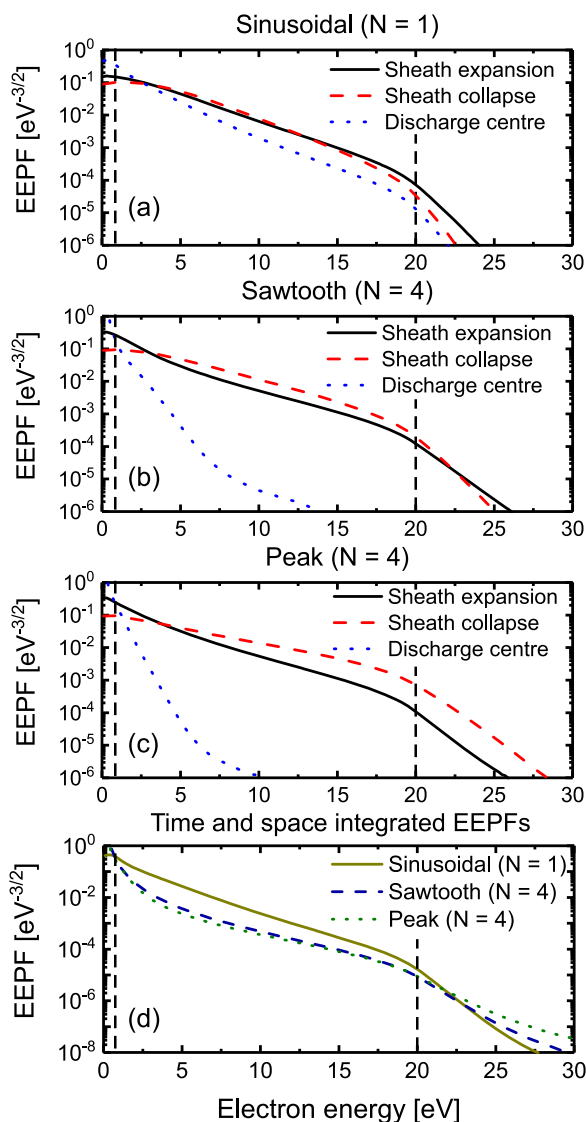 Sinusoidal (N = 1)
EEPF [eV-3/2]
10^0
10^-1
10^-2
10^-3
10^-4
10^-5
10^-6
Sheath expansion
Sheath collapse
Discharge centre
(a)
0 5 10 15 20 25 30
Sawtooth (N = 4)
EEPF [eV-3/2]
10^0
10^-1
10^-2
10^-3
10^-4
10^-5
10^-6
Sheath expansion
Sheath collapse
Discharge centre
(b)
0 5 10 15 20 25 30
Peak (N = 4)
EEPF [eV-3/2]
10^0
10^-1
10^-2
10^-3
10^-4
10^-5
10^-6
Sheath expansion
Sheath collapse
Discharge centre
(c)
0 5 10 15 20 25 30
Time and space integrated EEPFs
EEPF [eV-3/2]
10^0
10^-2
10^-4
10^-6
10^-8
Sinusoidal (N = 1)
Sawtooth (N = 4)
Peak (N = 4)
(d)
0 5 10 15 20 25 30
Electron energy [eV]